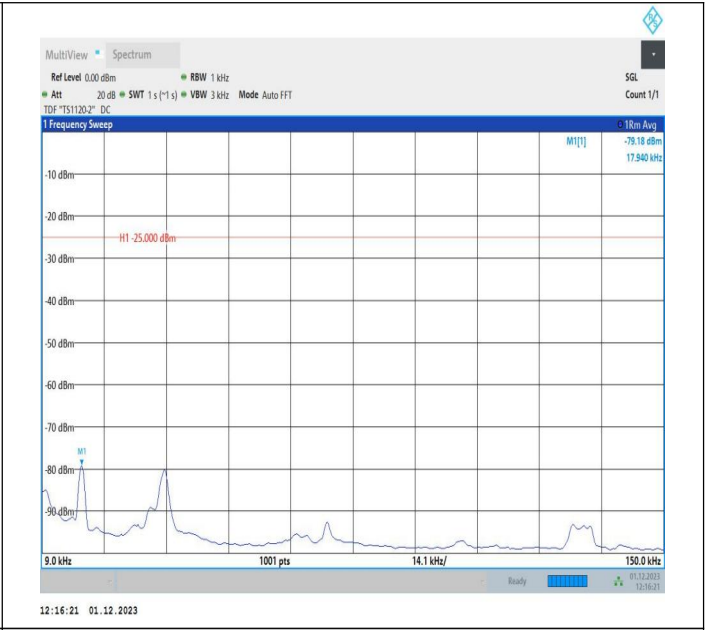 MultiView Spectrum
Ref Level 0.00 dBm RBW 1 kHz SGL
Att 20 dB SWT 1 s (~1 s) VBW 3 kHz Mode Auto FFT Count 1/1
TDF "TS1120-2" DC
1 Frequency Sweep 1Rm Avg
M1[1] -79.18 dBm
17.940 kHz
-10 dBm
-20 dBm
H1 -25.000 dBm
-30 dBm
-40 dBm
-50 dBm
-60 dBm
-70 dBm
M1
-80 dBm
-90 dBm
9.0 kHz 1001 pts 14.1 kHz/ 150.0 kHz
Ready 01.12.2023
12:16:21
12:16:21 01.12.2023